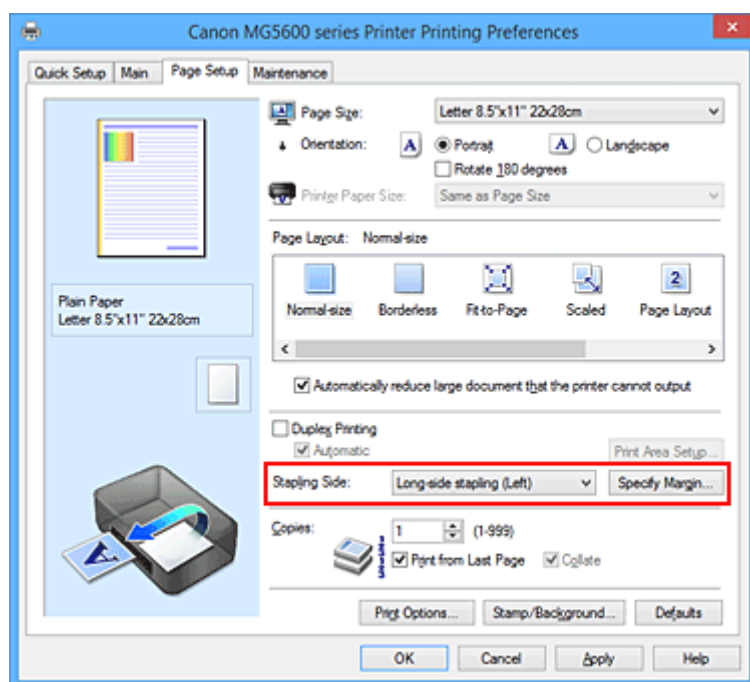 Canon MG5600 series Printer Printing Preferences
Quick Setup Main Page Setup Maintenance
Page Size: Letter 8.5"x11" 22x28cm
Orientation: A Portrait A Landscape
Rotate 180 degrees
Printer Paper Size: Same as Page Size
Page Layout: Normal-size
2
Normal-size Borderless Fit-to-Page Scaled Page Layout
Plain Paper
Letter 8.5"x11" 22x28cm
Automatically reduce large document that the printer cannot output
Duplex Printing
Automatic Print Area Setup...
Stapling Side: Long-side stapling (Left) Specify Margin...
Copies: 1 (1-999)
Print from Last Page Collate
A
Print Options... Stamp/Background... Defaults
OK Cancel Apply Help